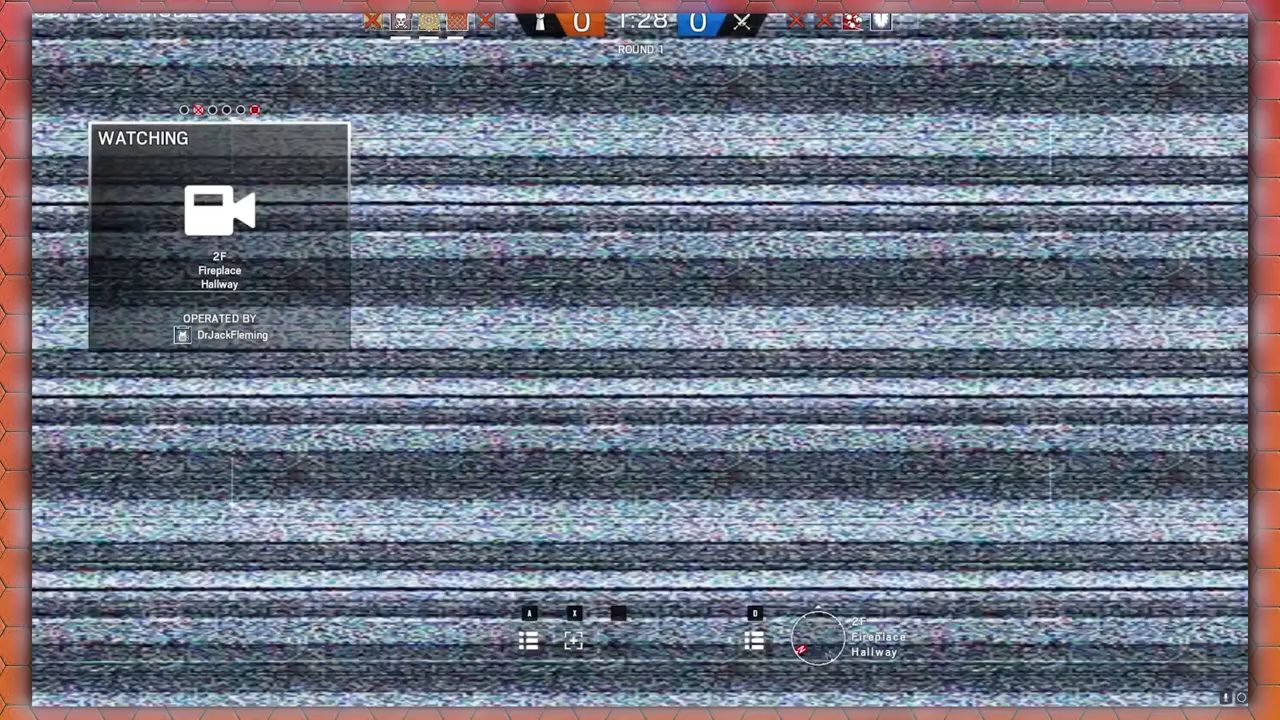 0 1:28 0
ROUND 1
WATCHING
2F
Fireplace
Hallway
OPERATED BY
DrJackFleming
A X D
2F
Fireplace
Hallway